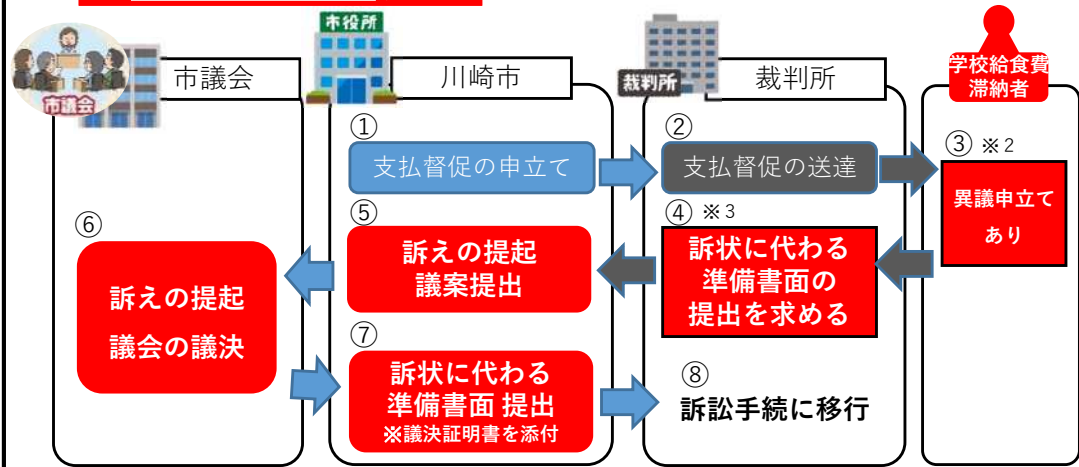 市役所
市議会
市議会
川崎市
裁判所
裁判所
学校給食費
滞納者
①
支払督促の申立て
②
支払督促の送達
③ ※2
異議申立て
あり
④ ※3
訴状に代わる
準備書面の
提出を求める
⑤
訴えの提起
議案提出
⑥
訴えの提起
議会の議決
⑦
訴状に代わる
準備書面 提出
※議決証明書を添付
⑧
訴訟手続に移行